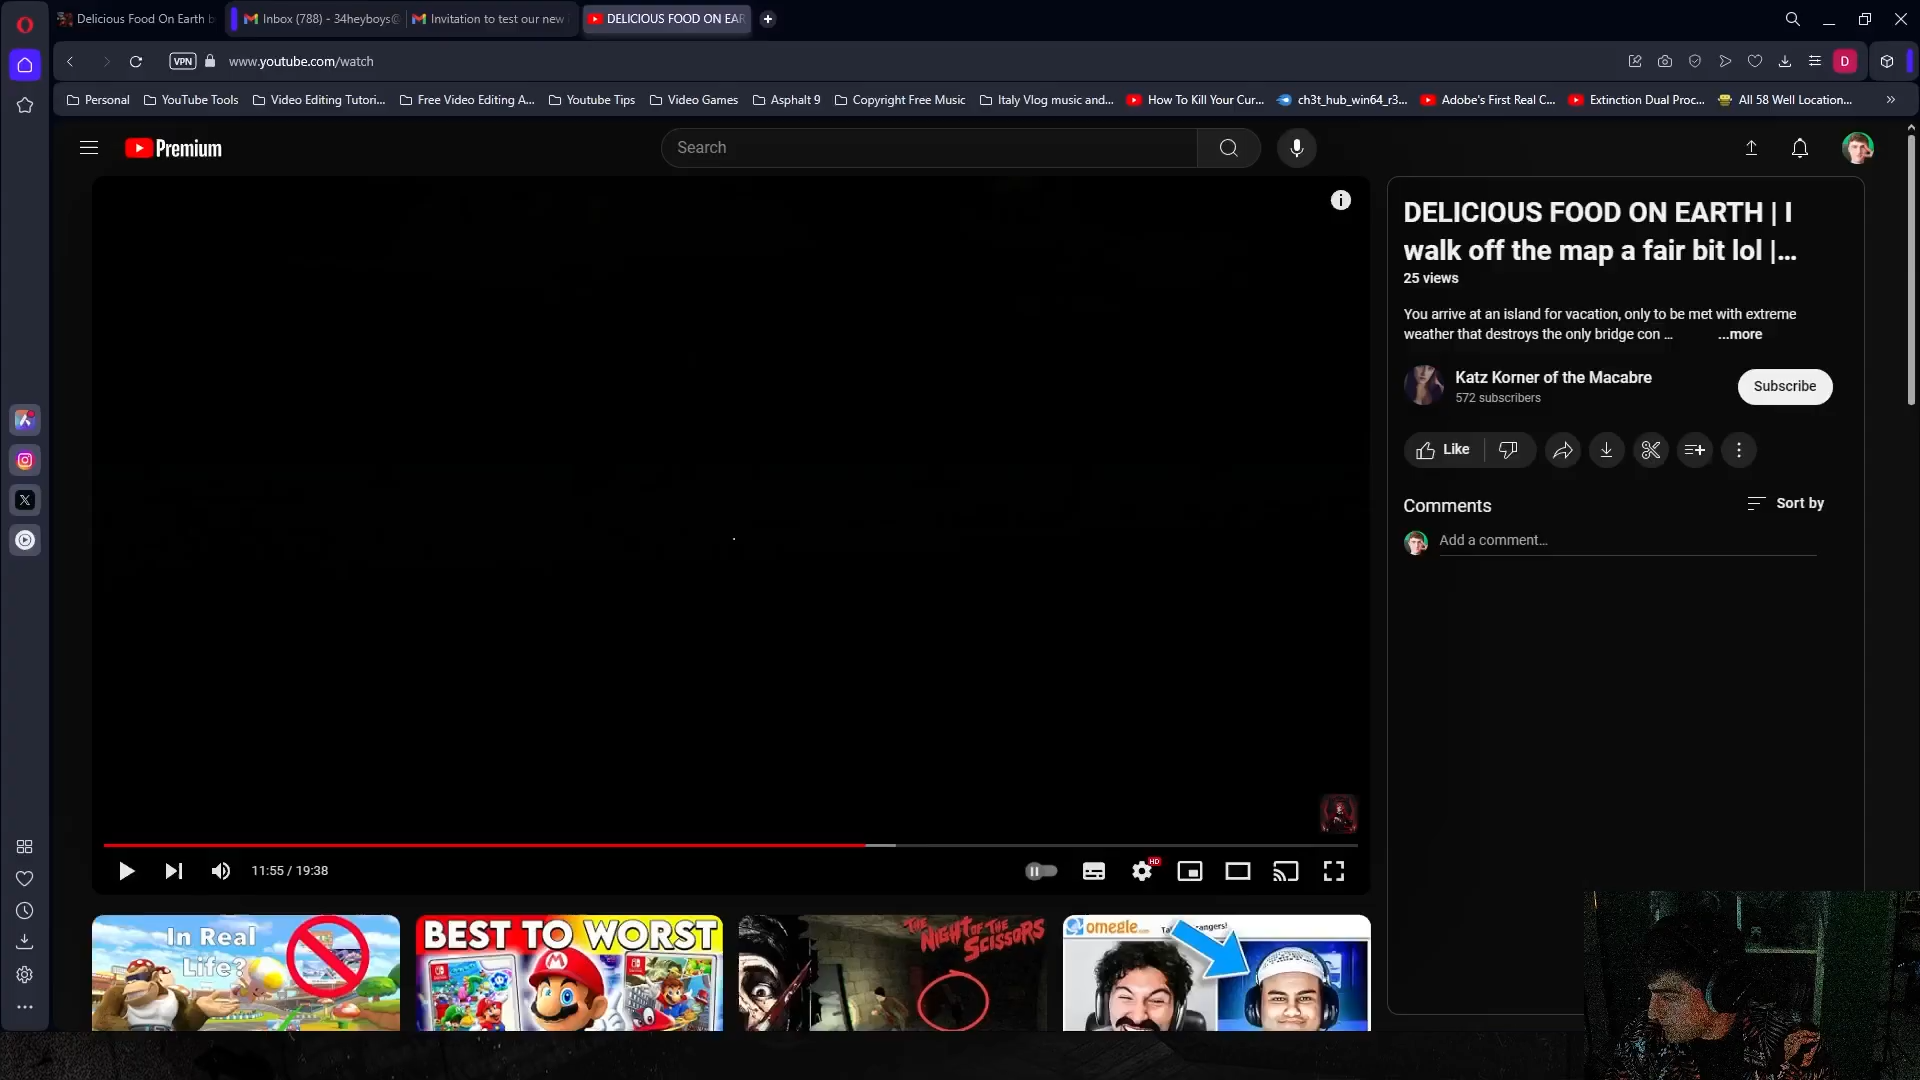 Delicious Food On Earth b
Inbox (788) - 34heyboys@
Invitation to test our new
DELICIOUS FOOD ON EAR
VPN
www.youtube.com/watch
D
Personal
YouTube Tools
Video Editing Tutori...
Free Video Editing A...
Youtube Tips
Video Games
Asphalt 9
Copyright Free Music
Italy Vlog music and...
How To Kill Your Cur...
ch3t_hub_win64_r3...
Adobe's First Real C...
Extinction Dual Proc...
All 58 Well Location...
»
Premium
Search
DELICIOUS FOOD ON EARTH | I
walk off the map a fair bit lol |...
25 views
You arrive at an island for vacation, only to be met with extreme
weather that destroys the only bridge con ...
...more
Katz Korner of the Macabre
572 subscribers
Subscribe
Like
Comments
Sort by
Add a comment...
11:55 / 19:38
HD
In Real
Life?
BEST TO WORST
THE
NIGHT OF THE
SCISSORS
omegle